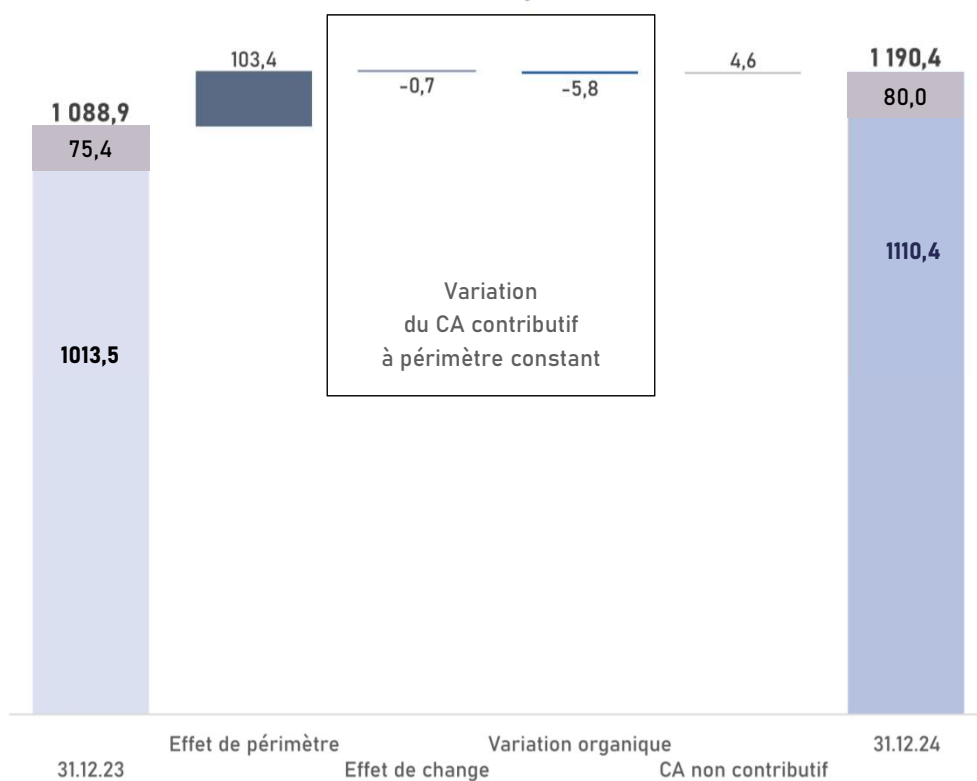 103,4
-0,7
-5,8
4,6
1 190,4
80,0
1 088,9
75,4
1110,4
Variation
du CA contributif
à périmètre constant
1013,5
Effet de périmètre
Variation organique
31.12.24
31.12.23
Effet de change
CA non contributif